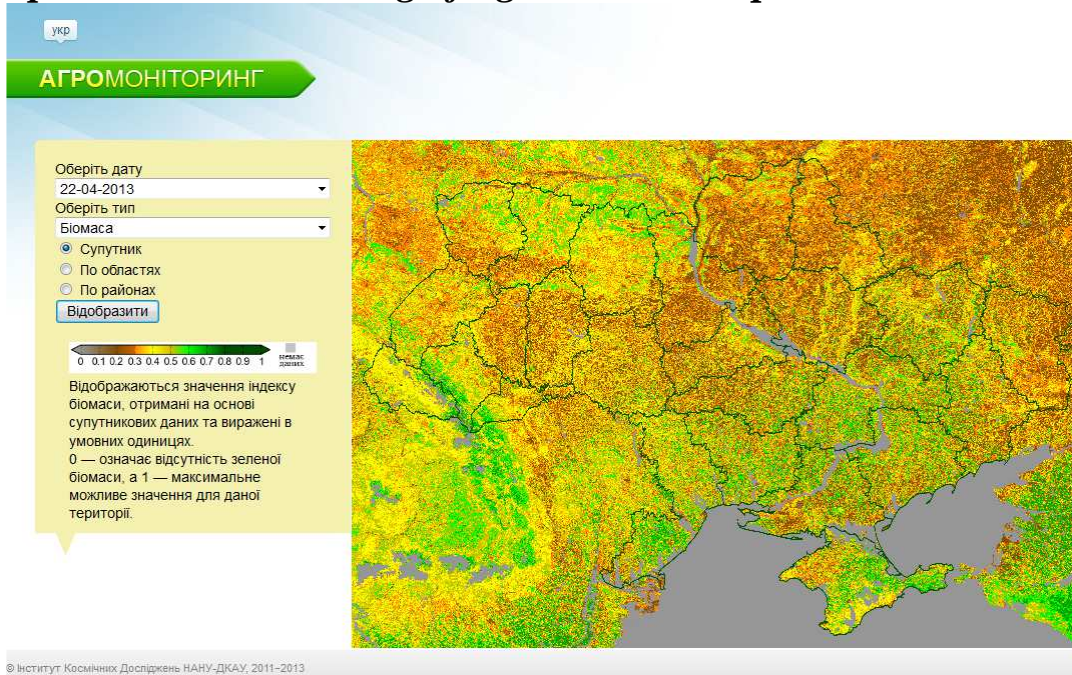 укр
АГРОМОНІТОРИНГ
Оберіть дату
22-04-2013
Оберіть тип
Біомаса
Супутник
По областях
По районах
Відобразити
0 0.1 0.2 0.3 0.4 0.5 0.6 0.7 0.8 0.9 1 немає
даних
Відображаються значення індексу
біомаси, отримані на основі
супутникових даних та виражені в
умовних одиницях.
0 — означає відсутність зеленої
біомаси, а 1 — максимальне
можливе значення для даної
території.
© Інститут Космічних Досліджень НАНУ-ДКАУ, 2011–2013